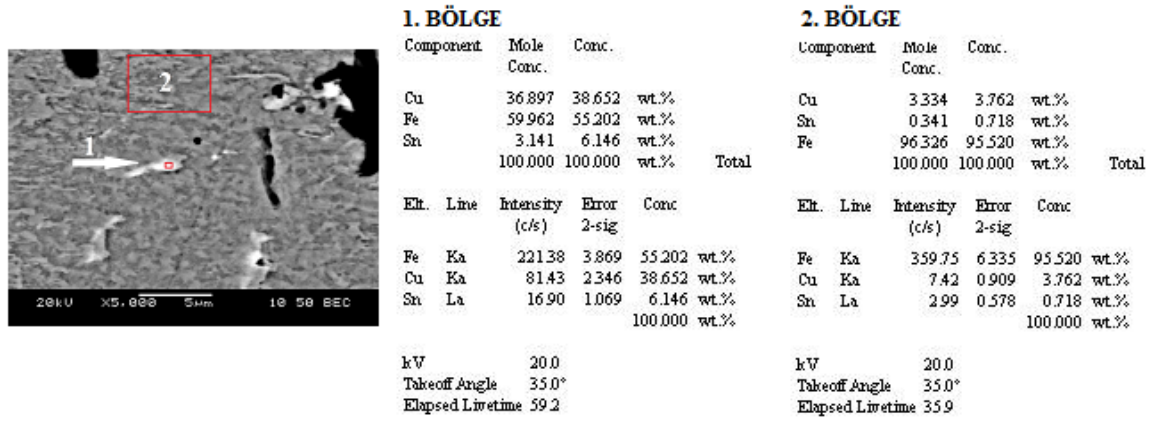 1. BÖLGE
Component Mole Conc.
Conc.
Cu 36.897 38.652 wt.%
Fe 59.962 55.202 wt.%
Sn 3.141 6.146 wt.%
100.000 100.000 wt.% Total
Elt. Line Intensity Error Conc
(c/s) 2-sig
Fe Ka 221.38 3.869 55.202 wt.%
Cu Ka 81.43 2.346 38.652 wt.%
Sn La 16.90 1.069 6.146 wt.%
100.000 wt.%
kV 20.0
Takeoff Angle 35.0°
Elapsed Livetime 59.2
2. BÖLGE
Component Mole Conc.
Conc.
Cu 3.334 3.762 wt.%
Sn 0.341 0.718 wt.%
Fe 96.326 95.520 wt.%
100.000 100.000 wt.% Total
Elt. Line Intensity Error Conc
(c/s) 2-sig
Fe Ka 359.75 6.335 95.520 wt.%
Cu Ka 7.42 0.909 3.762 wt.%
Sn La 2.99 0.578 0.718 wt.%
100.000 wt.%
kV 20.0
Takeoff Angle 35.0°
Elapsed Livetime 35.9
2
1
20kU X5,000 5µm 10 50 BEC